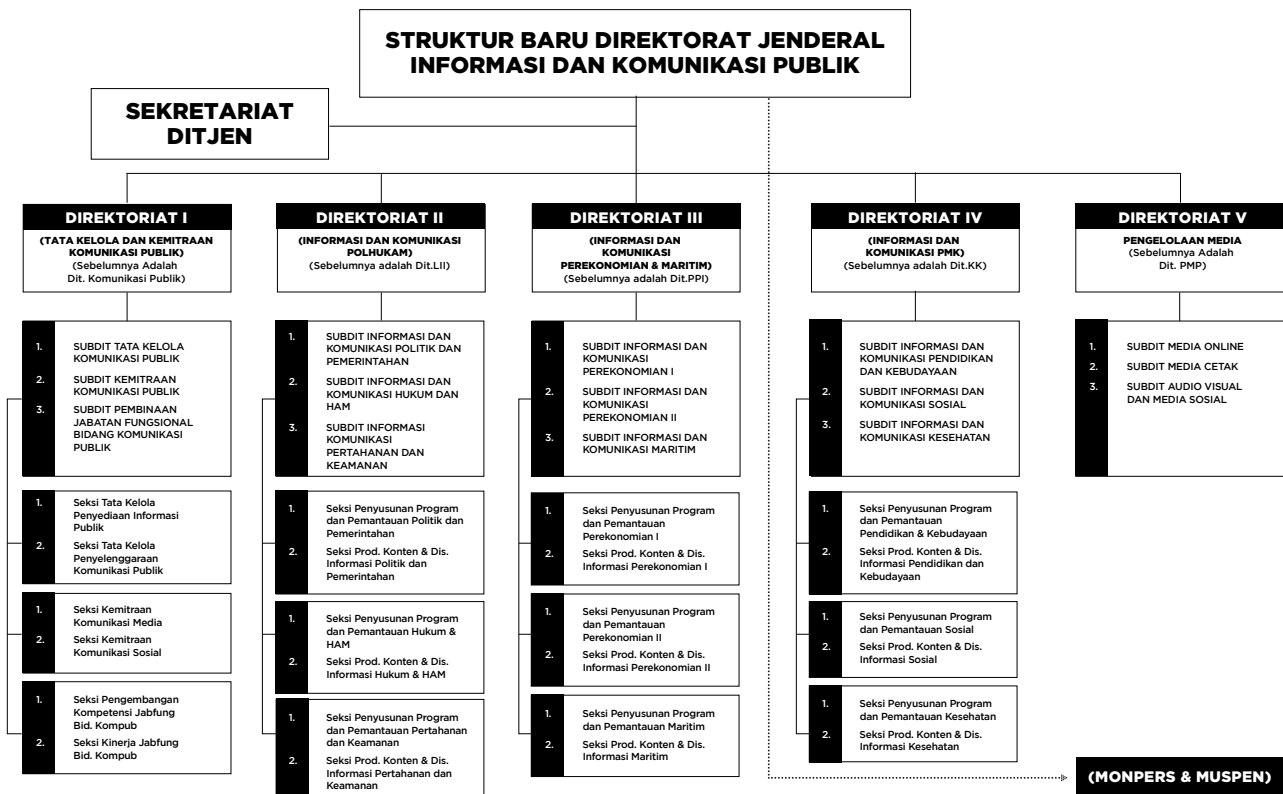 STRUKTUR BARU DIREKTORAT JENDERAL
INFORMASI DAN KOMUNIKASI PUBLIK
SEKRETARIAT
DITJEN
DIREKTORIAT I
(TATA KELOLA DAN KEMITRAAN
KOMUNIKASI PUBLIK)
(Sebelumnya Adalah
Dit. Komunikasi Publik)
1. SUBDIT TATA KELOLA
KOMUNIKASI PUBLIK
2. SUBDIT KEMITRAAN
KOMUNIKASI PUBLIK
3. SUBDIT PEMBINAAN
JABATAN FUNGSIONAL
BIDANG KOMUNIKASI
PUBLIK
1. Seksi Tata Kelola
Penyediaan Informasi
Publik
2. Seksi Tata Kelola
Penyelenggaraan
Komunikasi Publik
1. Seksi Kemitraan
Komunikasi Media
2. Seksi Kemitraan
Komunikasi Sosial
1. Seksi Pengembangan
Kompetensi Jabfung
Bid. Kompub
2. Seksi Kinerja Jabfung
Bid. Kompub
DIREKTORIAT II
(INFORMASI DAN KOMUNIKASI
POLHUKAM)
(Sebelumnya adalah Dit.LII)
1. SUBDIT INFORMASI DAN
KOMUNIKASI POLITIK DAN
PEMERINTAHAN
2. SUBDIT INFORMASI DAN
KOMUNIKASI HUKUM DAN
HAM
3. SUBDIT INFORMASI
KOMUNIKASI
PERTAHANAN DAN
KEAMANAN
1. Seksi Penyusunan Program
dan Pemantauan Politik dan
Pemerintahan
2. Seksi Prod. Konten & Dis.
Informasi Politik dan
Pemerintahan
1. Seksi Penyusunan Program
dan Pemantauan Hukum &
HAM
2. Seksi Prod. Konten & Dis.
Informasi Hukum & HAM
1. Seksi Penyusunan Program
dan Pemantauan Pertahanan
dan Keamanan
2. Seksi Prod. Konten & Dis.
Informasi Pertahanan dan
Keamanan
DIREKTORIAT III
(INFORMASI DAN
KOMUNIKASI
PEREKONOMIAN & MARITIM)
(Sebelumnya adalah Dit.PPI)
1. SUBDIT INFORMASI DAN
KOMUNIKASI
PEREKONOMIAN I
2. SUBDIT INFORMASI DAN
KOMUNIKASI
PEREKONOMIAN II
3. SUBDIT INFORMASI DAN
KOMUNIKASI MARITIM
1. Seksi Penyusunan Program
dan Pemantauan
Perekonomian I
2. Seksi Prod. Konten & Dis.
Informasi Perekonomian I
1. Seksi Penyusunan Program
dan Pemantauan
Perekonomian II
2. Seksi Prod. Konten & Dis.
Informasi Perekonomian II
1. Seksi Penyusunan Program
dan Pemantauan Maritim
2. Seksi Prod. Konten & Dis.
Informasi Maritim
DIREKTORIAT IV
(INFORMASI DAN
KOMUNIKASI PMK)
(Sebelumnya adalah Dit.KK)
1. SUBDIT INFORMASI DAN
KOMUNIKASI PENDIDIKAN
DAN KEBUDAYAAN
2. SUBDIT INFORMASI DAN
KOMUNIKASI SOSIAL
3. SUBDIT INFORMASI DAN
KOMUNIKASI KESEHATAN
1. Seksi Penyusunan Program
dan Pemantauan
Pendidikan & Kebudayaan
2. Seksi Prod. Konten & Dis.
Informasi Pendidikan dan
Kebudayaan
1. Seksi Penyusunan Program
dan Pemantauan Sosial
2. Seksi Prod. Konten & Dis.
Informasi Sosial
1. Seksi Penyusunan Program
dan Pemantauan Kesehatan
2. Seksi Prod. Konten & Dis.
Informasi Kesehatan
DIREKTORIAT V
PENGELOLAAN MEDIA
(Sebelumnya Adalah
Dit. PMP)
1. SUBDIT MEDIA ONLINE
2. SUBDIT MEDIA CETAK
3. SUBDIT AUDIO VISUAL
DAN MEDIA SOSIAL
(MONPERS & MUSPEN)